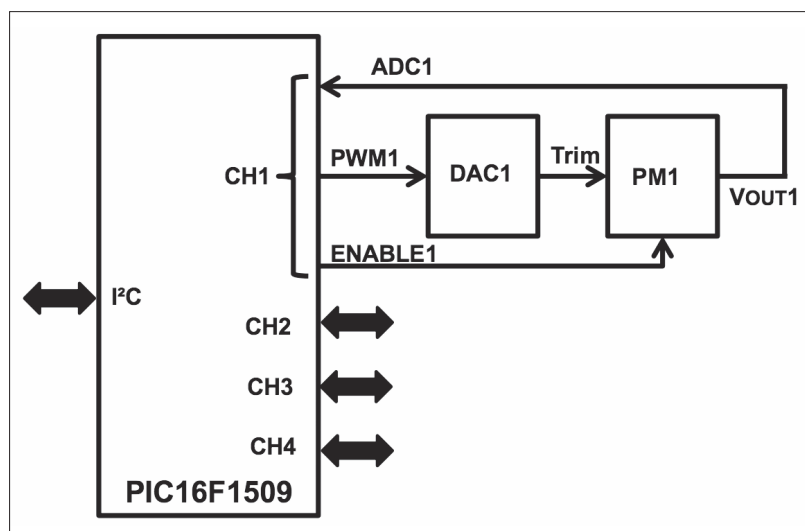 ADC1
CH1
PWM1
DAC1
Trim
PM1
VOUT1
ENABLE1
I²C
CH2
CH3
CH4
PIC16F1509